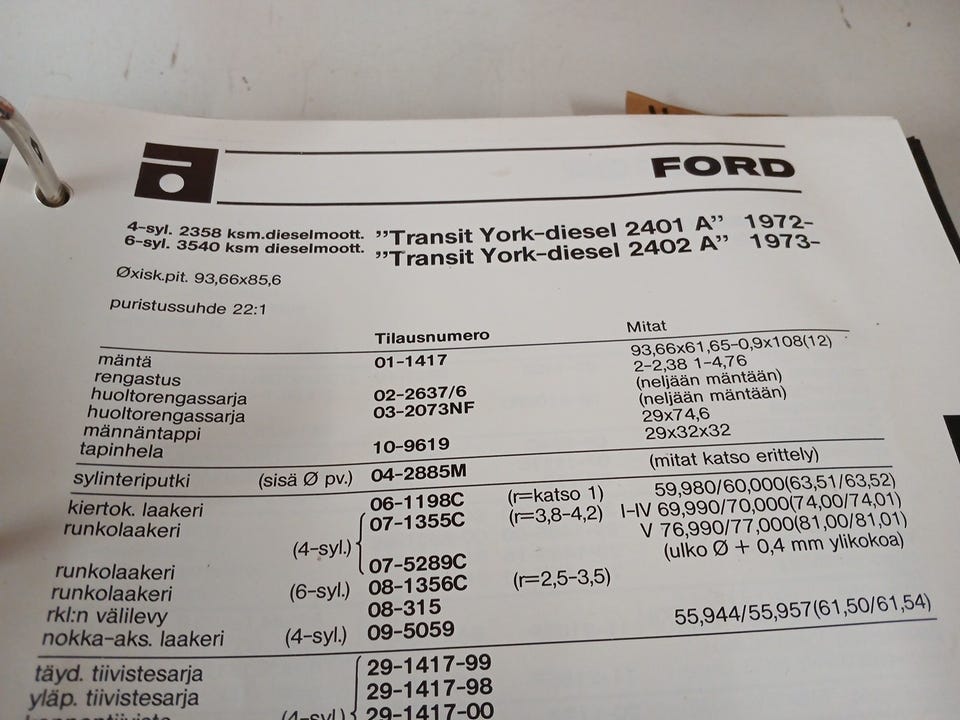 FORD
4-syl. 2358 ksm.dieselmoott. ”Transit York-diesel 2401 A” 1972-
6-syl. 3540 ksm dieselmoott. ”Transit York-diesel 2402 A” 1973-
Øxisk.pit. 93,66x85,6
puristussuhde 22:1
Tilausnumero Mitat
mäntä 01-1417 93,66x61,65-0,9x108(12)
rengastus 2-2,38 1-4,76
huoltorengassarja 02-2637/6 (neljään mäntään)
huoltorengassarja 03-2073NF (neljään mäntään)
männäntappi 29x74,6
tapinhela 10-9619 29x32x32
sylinteriputki (sisä Ø pv.) 04-2885M (mitat katso erittely)
kiertok. laakeri 06-1198C (r=katso 1) 59,980/60,000(63,51/63,52)
runkolaakeri 07-1355C (r=3,8-4,2) I-IV 69,990/70,000(74,00/74,01)
(4-syl.) V 76,990/77,000(81,00/81,01)
runkolaakeri 07-5289C (ulko Ø + 0,4 mm ylikokoa)
runkolaakeri (6-syl.) 08-1356C (r=2,5-3,5)
rkl:n välilevy 08-315
nokka-aks. laakeri (4-syl.) 09-5059 55,944/55,957(61,50/61,54)
täyd. tiivistesarja 29-1417-99
yläp. tiivistesarja 29-1417-98
(4-syl) 29-1417-00